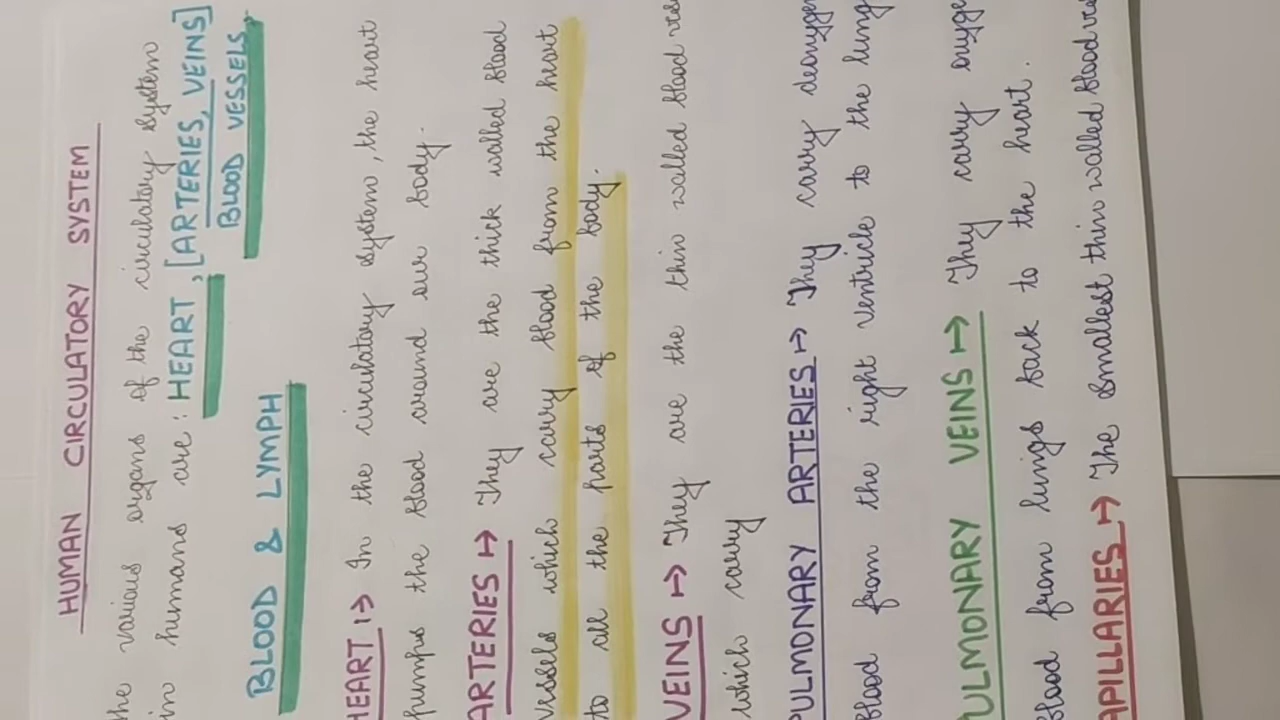 HUMAN CIRCULATORY SYSTEM
the various organs of the circulatory system
in humans are : HEART , [ARTERIES, VEINS]
BLOOD VESSELS
BLOOD & LYMPH
HEART ↦ In the circulatory system, the heart
pumps the blood around our body.
ARTERIES ↦ They are the thick walled blood
vessels which carry blood from the heart
to all the parts of the body.
VEINS ↦ They are the thin walled blood
which carry
PULMONARY ARTERIES ↦ They carry deoxygen
blood from the right ventricle to the lung
ULMONARY VEINS ↦ They carry oxyge
blood from lungs back to the heart.
APILLARIES ↦ The smallest thin walled blood